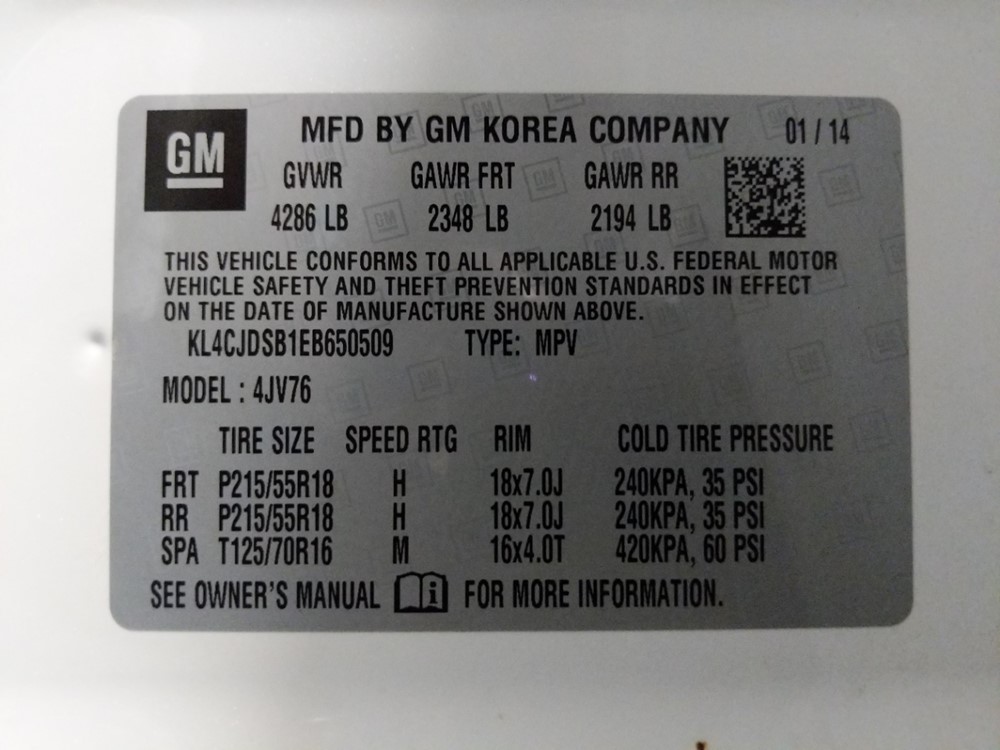 GM
MFD BY GM KOREA COMPANY 01 / 14
GVWR GAWR FRT GAWR RR
4286 LB 2348 LB 2194 LB
THIS VEHICLE CONFORMS TO ALL APPLICABLE U.S. FEDERAL MOTOR
VEHICLE SAFETY AND THEFT PREVENTION STANDARDS IN EFFECT
ON THE DATE OF MANUFACTURE SHOWN ABOVE.
KL4CJDSB1EB650509 TYPE: MPV
MODEL : 4JV76
TIRE SIZE SPEED RTG RIM COLD TIRE PRESSURE
FRT P215/55R18 H 18x7.0J 240KPA, 35 PSI
RR P215/55R18 H 18x7.0J 240KPA, 35 PSI
SPA T125/70R16 M 16x4.0T 420KPA, 60 PSI
SEE OWNER'S MANUAL i FOR MORE INFORMATION.